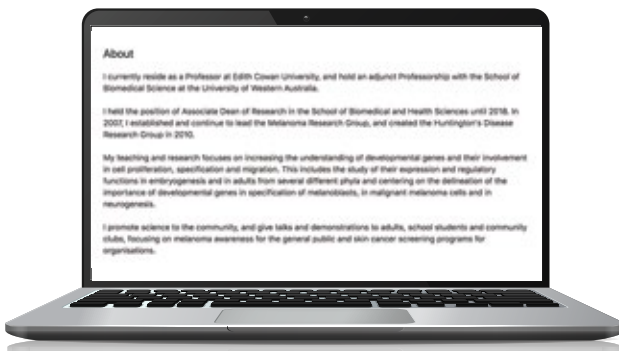 About
I currently reside as a Professor at Edith Cowan University, and hold an adjunct Professorship with the School of
Biomedical Science at the University of Western Australia.
I held the position of Associate Dean of Research in the School of Biomedical and Health Sciences until 2018. In
2007, I established and continue to lead the Melanoma Research Group, and created the Huntington's Disease
Research Group in 2010.
My teaching and research focuses on increasing the understanding of developmental genes and their involvement
in cell proliferation, specification and migration. This includes the study of their expression and regulatory
functions in embryogenesis and in adults from several different phyla and centering on the delineation of the
importance of developmental genes in specification of melanoblasts, in malignant melanoma cells and in
neurogenesis.
I promote science to the community, and give talks and demonstrations to adults, school students and community
clubs, focusing on melanoma awareness for the general public and skin cancer screening programs for
organisations.